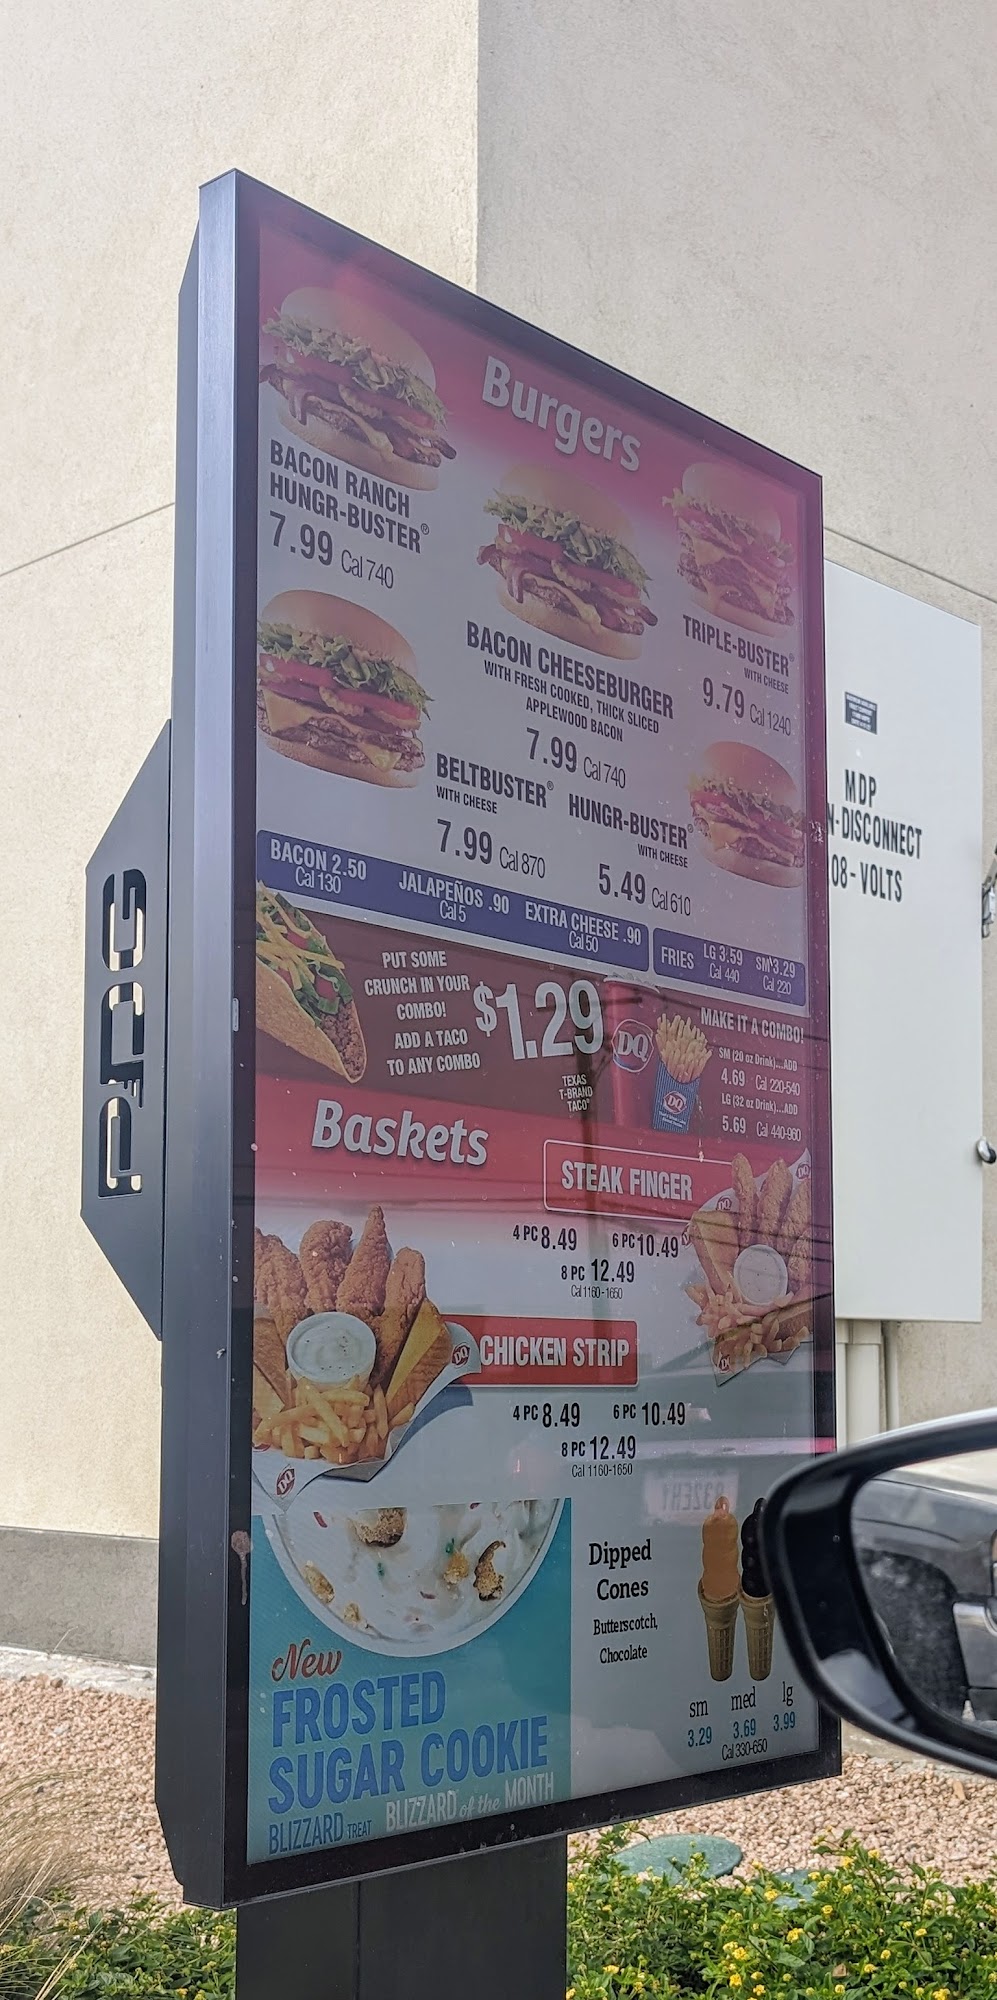 Burgers
BACON RANCH
HUNGR-BUSTER®
7.99 Cal 740
BACON CHEESEBURGER
WITH FRESH COOKED, THICK SLICED
APPLEWOOD BACON
7.99 Cal 740
TRIPLE-BUSTER®
WITH CHEESE
9.79 Cal 1240
BELTBUSTER®
WITH CHEESE
7.99 Cal 870
HUNGR-BUSTER®
WITH CHEESE
5.49 Cal 610
BACON 2.50
Cal 130
JALAPEÑOS .90
Cal 5
EXTRA CHEESE .90
Cal 50
FRIES
LG 3.59
Cal 440
SM 3.29
Cal 220
PUT SOME
CRUNCH IN YOUR
COMBO!
ADD A TACO
TO ANY COMBO
$1.29
TEXAS
T-BRAND
TACO®
DQ
DQ
MAKE IT A COMBO!
SM (20 oz Drink)...ADD
4.69 Cal 220-540
LG (32 oz Drink)...ADD
5.69 Cal 440-960
Baskets
STEAK FINGER
4 PC 8.49 6 PC 10.49
8 PC 12.49
Cal 1160-1650
DQ
DQ
DQ
CHICKEN STRIP
4 PC 8.49 6 PC 10.49
8 PC 12.49
Cal 1160-1650
DQ
DQ
New
FROSTED
SUGAR COOKIE
BLIZZARD TREAT
BLIZZARD of the MONTH
Dipped
Cones
Butterscotch,
Chocolate
sm med lg
3.29 3.69 3.99
Cal 330-650
MDP
N-DISCONNECT
08-VOLTS